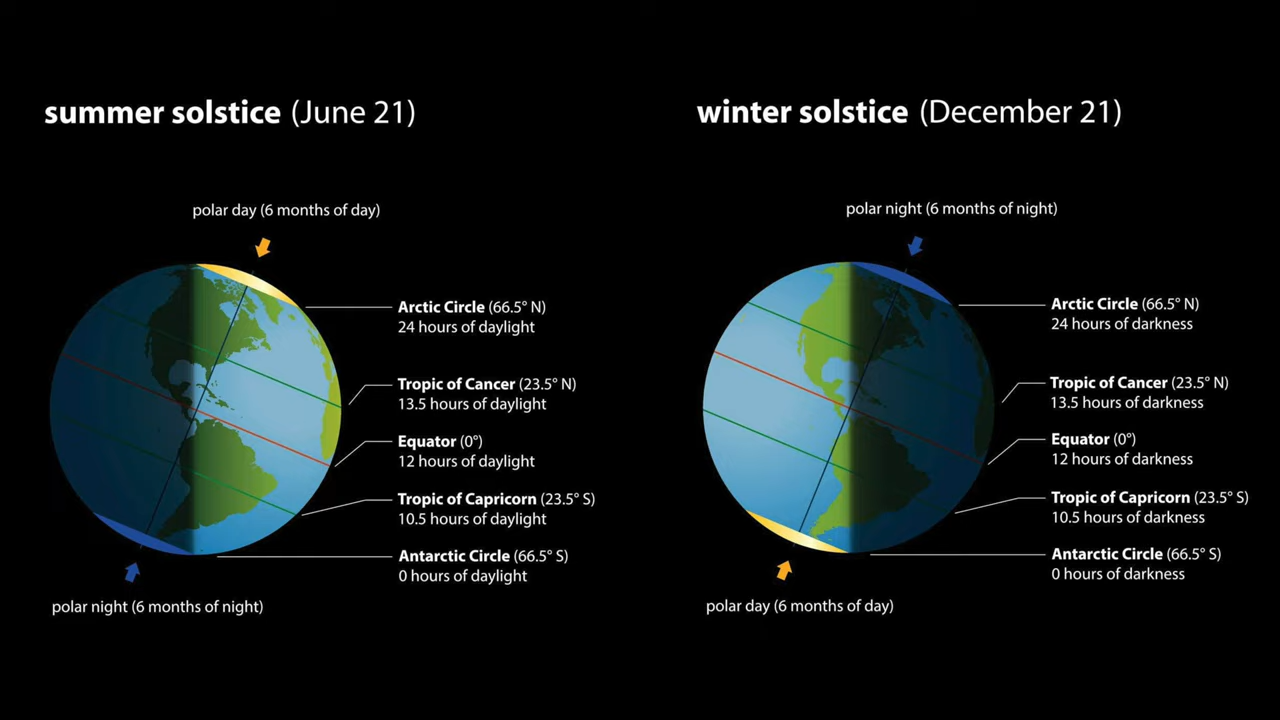 summer solstice (June 21)
polar day (6 months of day)
Arctic Circle (66.5° N)
24 hours of daylight
Tropic of Cancer (23.5° N)
13.5 hours of daylight
Equator (0°)
12 hours of daylight
Tropic of Capricorn (23.5° S)
10.5 hours of daylight
Antarctic Circle (66.5° S)
0 hours of daylight
polar night (6 months of night)
winter solstice (December 21)
polar night (6 months of night)
Arctic Circle (66.5° N)
24 hours of darkness
Tropic of Cancer (23.5° N)
13.5 hours of darkness
Equator (0°)
12 hours of darkness
Tropic of Capricorn (23.5° S)
10.5 hours of darkness
Antarctic Circle (66.5° S)
0 hours of darkness
polar day (6 months of day)